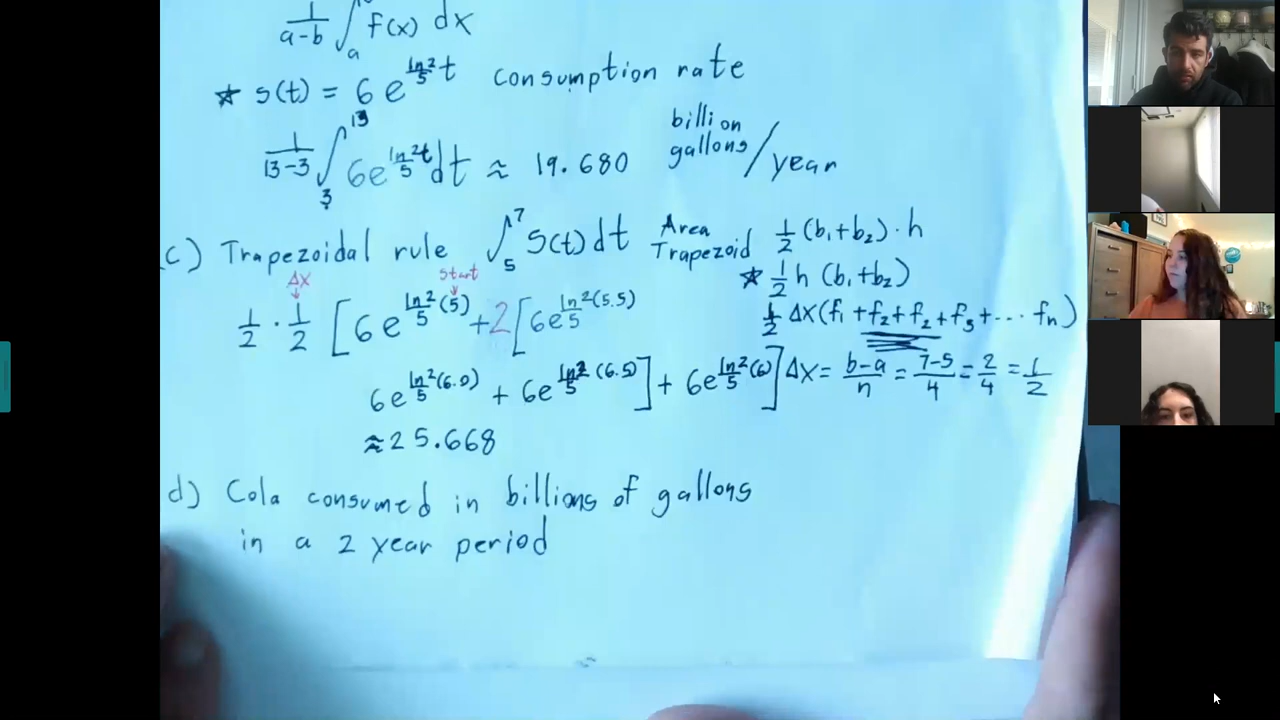 1/(a-b) ∫_a f(x) dx
★ s(t) = 6e^(ln2/5 t) Consumption rate
1/(13-3) ∫_3^13 6e^(ln2/5 t) dt ≈ 19.680 billion gallons/year
c) Trapezoidal rule ∫_5^7 S(t) dt Area Trapezoid 1/2 (b₁+b₂)·h
★ 1/2 h (b₁+b₂)
Δx start
1/2 · 1/2 [6e^(ln2/5 (5)) + 2[6e^(ln2/5 (5.5)) 1/2 Δx(f₁+f₂+f₂+f₃+...fₙ)
6e^(ln2/5 (6.0)) + 6e^(ln2/5 (6.5))] + 6e^(ln2/5 (6))] Δx = (b-a)/n = (7-5)/4 = 2/4 = 1/2
≈25.668
d) Cola consumed in billions of gallons
in a 2 year period